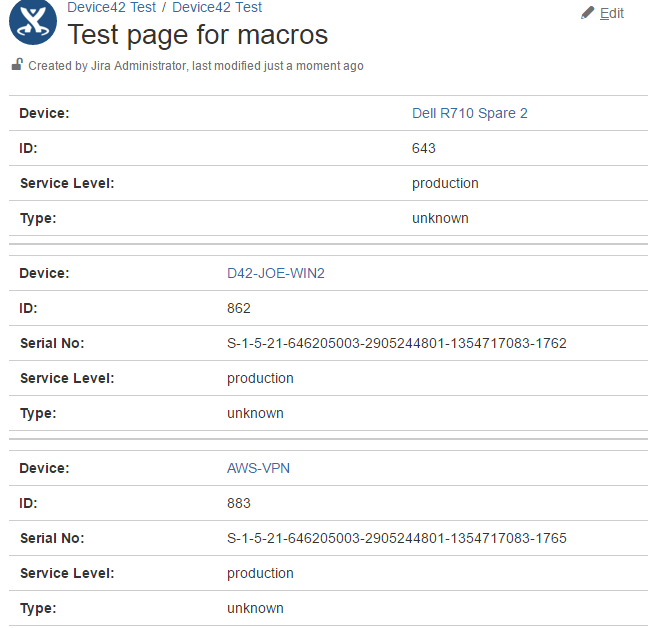 Device42 Test / Device42 Test
Edit
Test page for macros
Created by Jira Administrator, last modified just a moment ago
Device: Dell R710 Spare 2
ID: 643
Service Level: production
Type: unknown
Device: D42-JOE-WIN2
ID: 862
Serial No: S-1-5-21-646205003-2905244801-1354717083-1762
Service Level: production
Type: unknown
Device: AWS-VPN
ID: 883
Serial No: S-1-5-21-646205003-2905244801-1354717083-1765
Service Level: production
Type: unknown